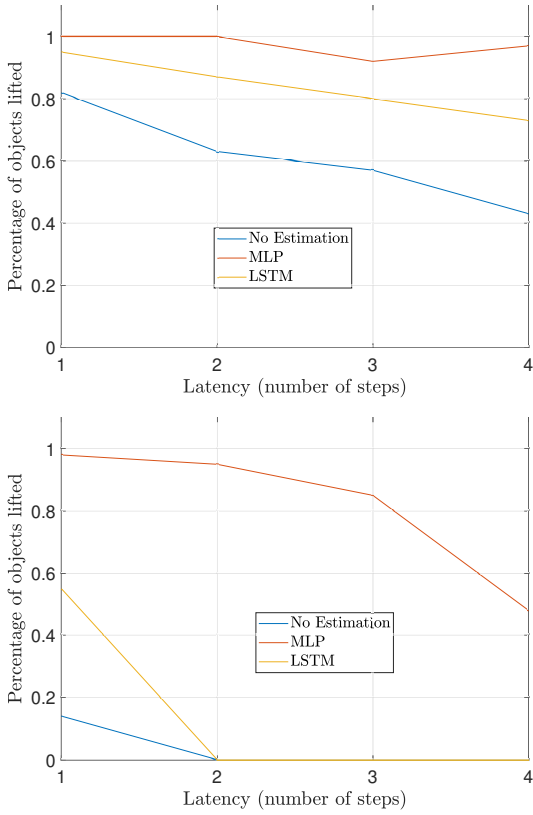 Percentage of objects lifted
1
0.8
0.6
0.4
0.2
0
No Estimation
MLP
LSTM
1 2 3 4
Latency (number of steps)
Percentage of objects lifted
1
0.8
0.6
0.4
0.2
0
No Estimation
MLP
LSTM
1 2 3 4
Latency (number of steps)